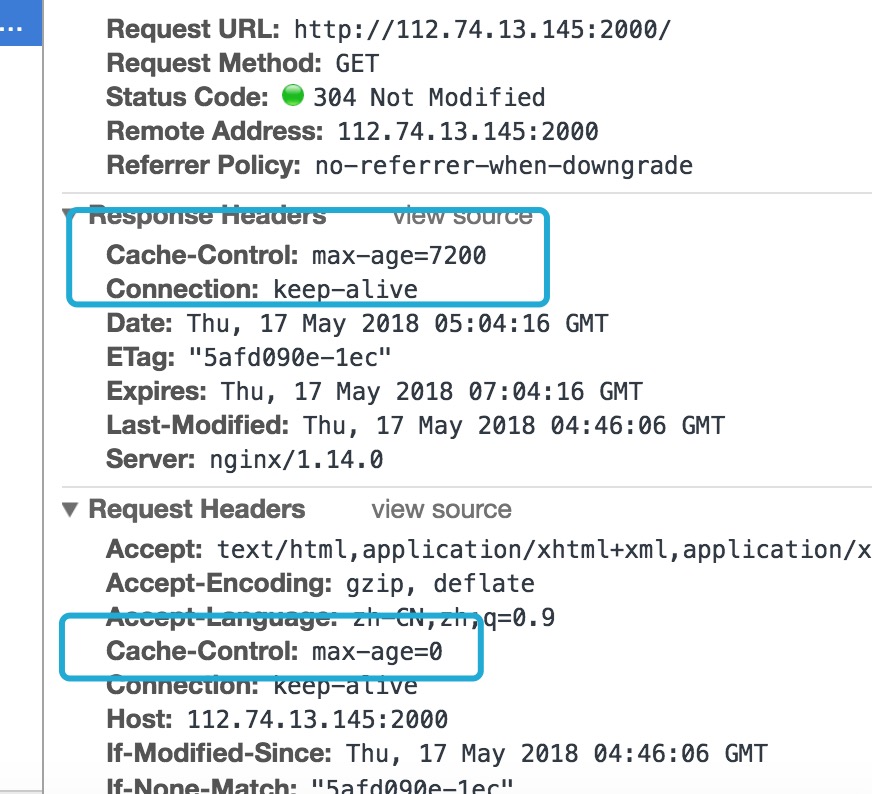 ...
Request URL: http://112.74.13.145:2000/
Request Method: GET
Status Code: 304 Not Modified
Remote Address: 112.74.13.145:2000
Referrer Policy: no-referrer-when-downgrade
Response Headers view source
Cache-Control: max-age=7200
Connection: keep-alive
Date: Thu, 17 May 2018 05:04:16 GMT
ETag: "5afd090e-1ec"
Expires: Thu, 17 May 2018 07:04:16 GMT
Last-Modified: Thu, 17 May 2018 04:46:06 GMT
Server: nginx/1.14.0
Request Headers view source
Accept: text/html,application/xhtml+xml,application/x
Accept-Encoding: gzip, deflate
Accept-Language: zh-CN,zh;q=0.9
Cache-Control: max-age=0
Connection: keep-alive
Host: 112.74.13.145:2000
If-Modified-Since: Thu, 17 May 2018 04:46:06 GMT
If-None-Match: "5afd090e-1ec"